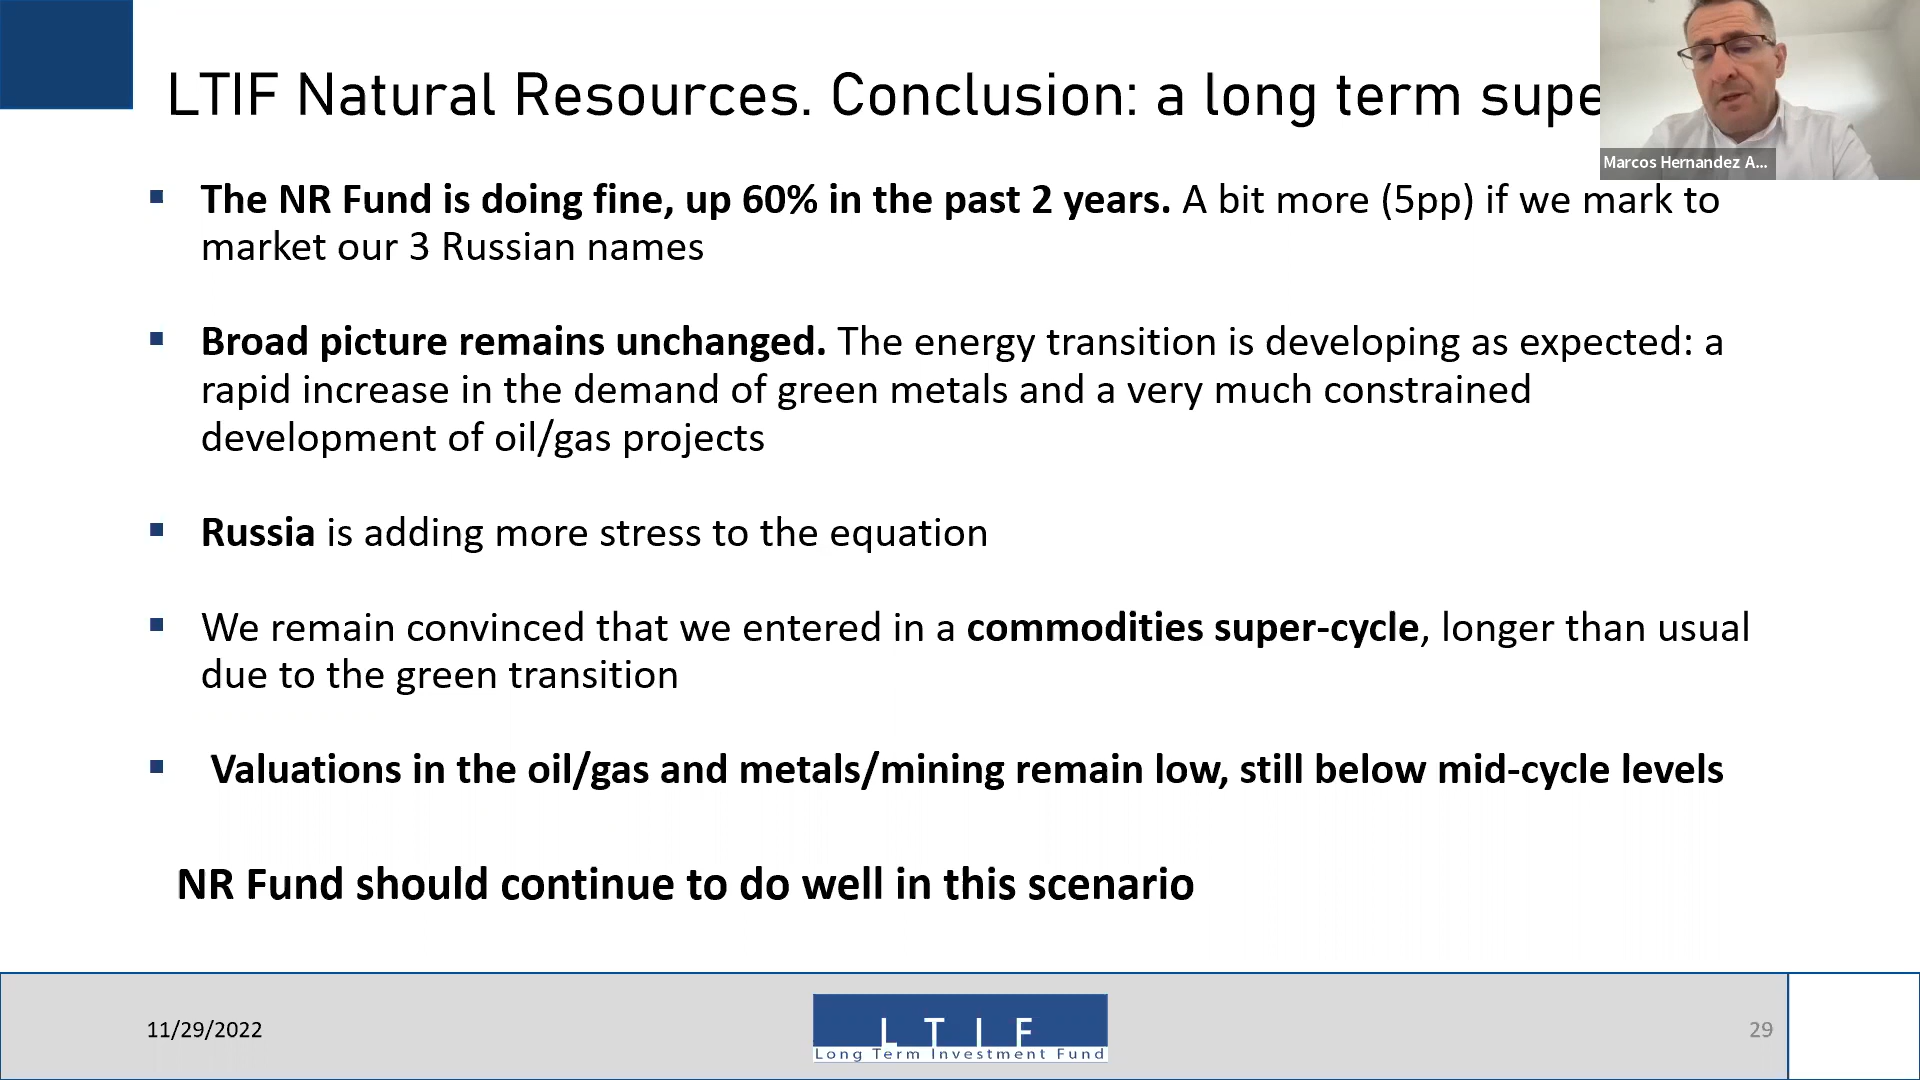 LTIF Natural Resources. Conclusion: a long term supe
Marcos Hernandez A...
▪ The NR Fund is doing fine, up 60% in the past 2 years. A bit more (5pp) if we mark to
market our 3 Russian names
▪ Broad picture remains unchanged. The energy transition is developing as expected: a
rapid increase in the demand of green metals and a very much constrained
development of oil/gas projects
▪ Russia is adding more stress to the equation
▪ We remain convinced that we entered in a commodities super-cycle, longer than usual
due to the green transition
▪ Valuations in the oil/gas and metals/mining remain low, still below mid-cycle levels
NR Fund should continue to do well in this scenario
11/29/2022
LTIF
Long Term Investment Fund
29